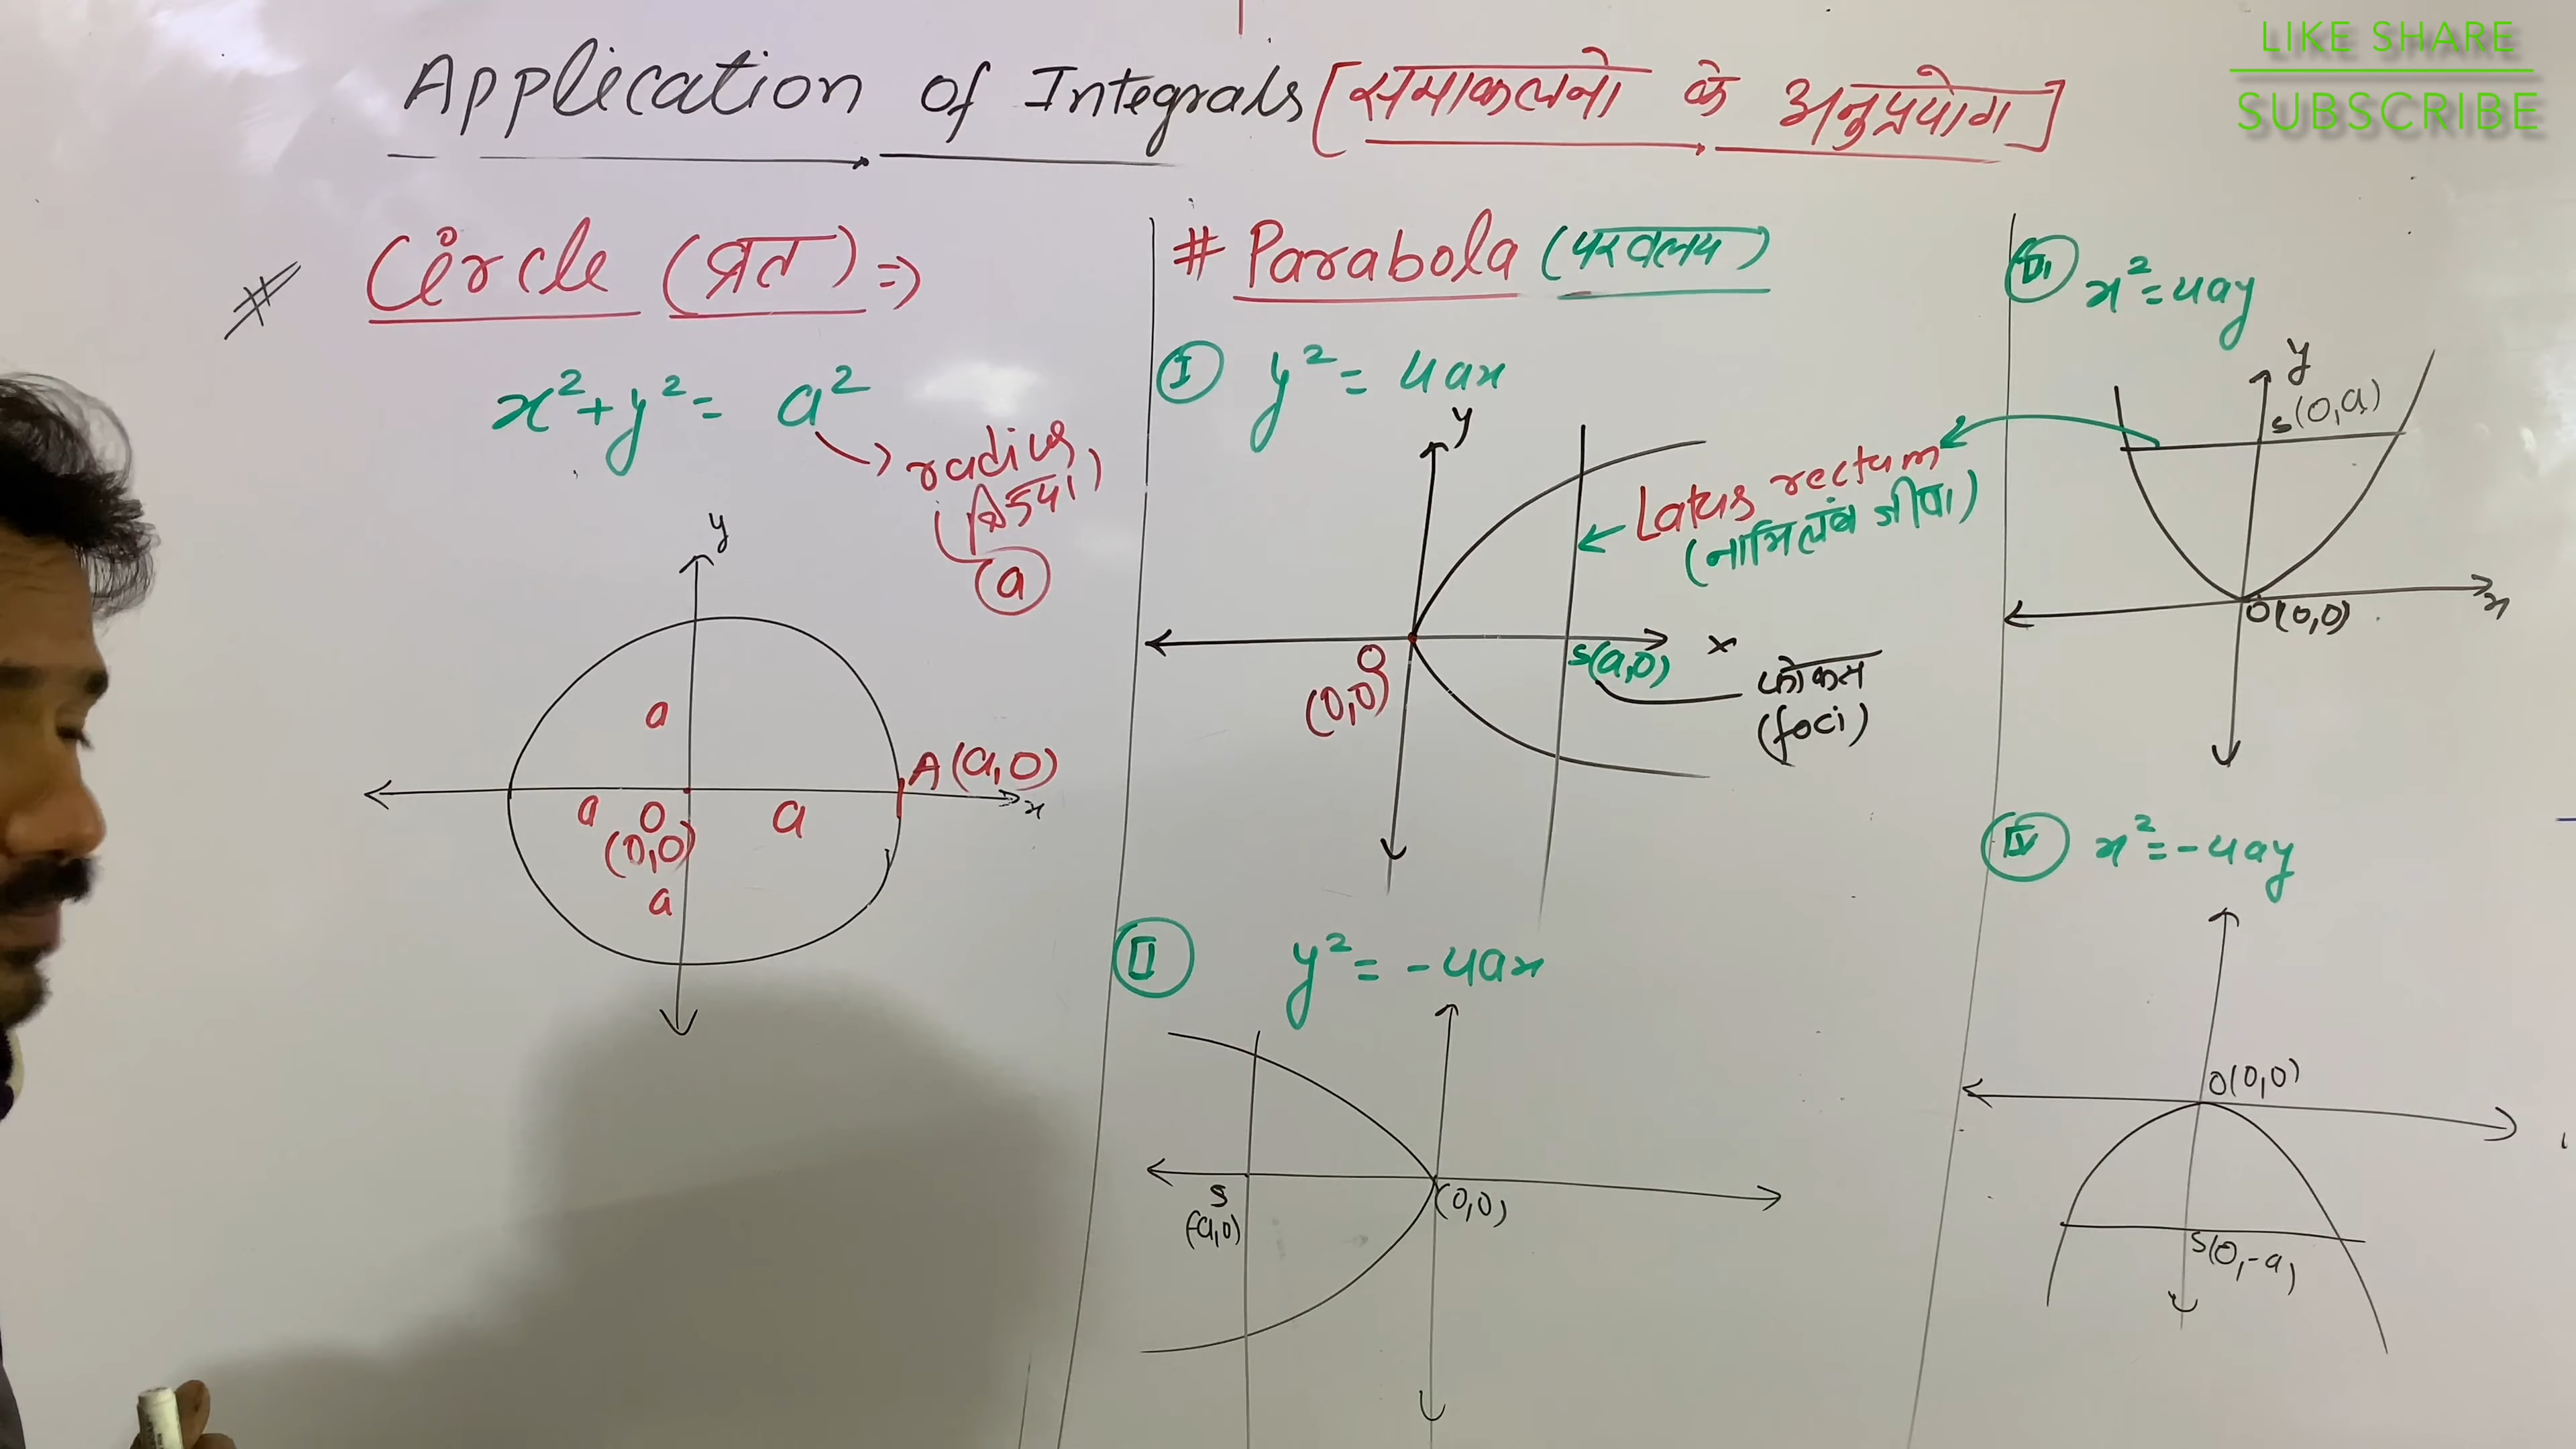 LIKE SHARE
SUBSCRIBE
Application of Integrals [समाकलनो के अनुप्रयोग]
# Circle (व्रत) =>
x² + y² = a²
radius
a
y
a
A(a,0)
x
a O a
(0,0)
a
# Parabola (परवलय)
I y² = 4ax
y
Latus rectum
(नाभिलंब जीवा)
O
(0,0)
S(a,0)
x
फोकस
(foci)
II y² = -4ax
S
(-a,0)
(0,0)
III x² = 4ay
y
S(0,a)
O(0,0)
x
IV x² = -4ay
O(0,0)
S(0,-a)